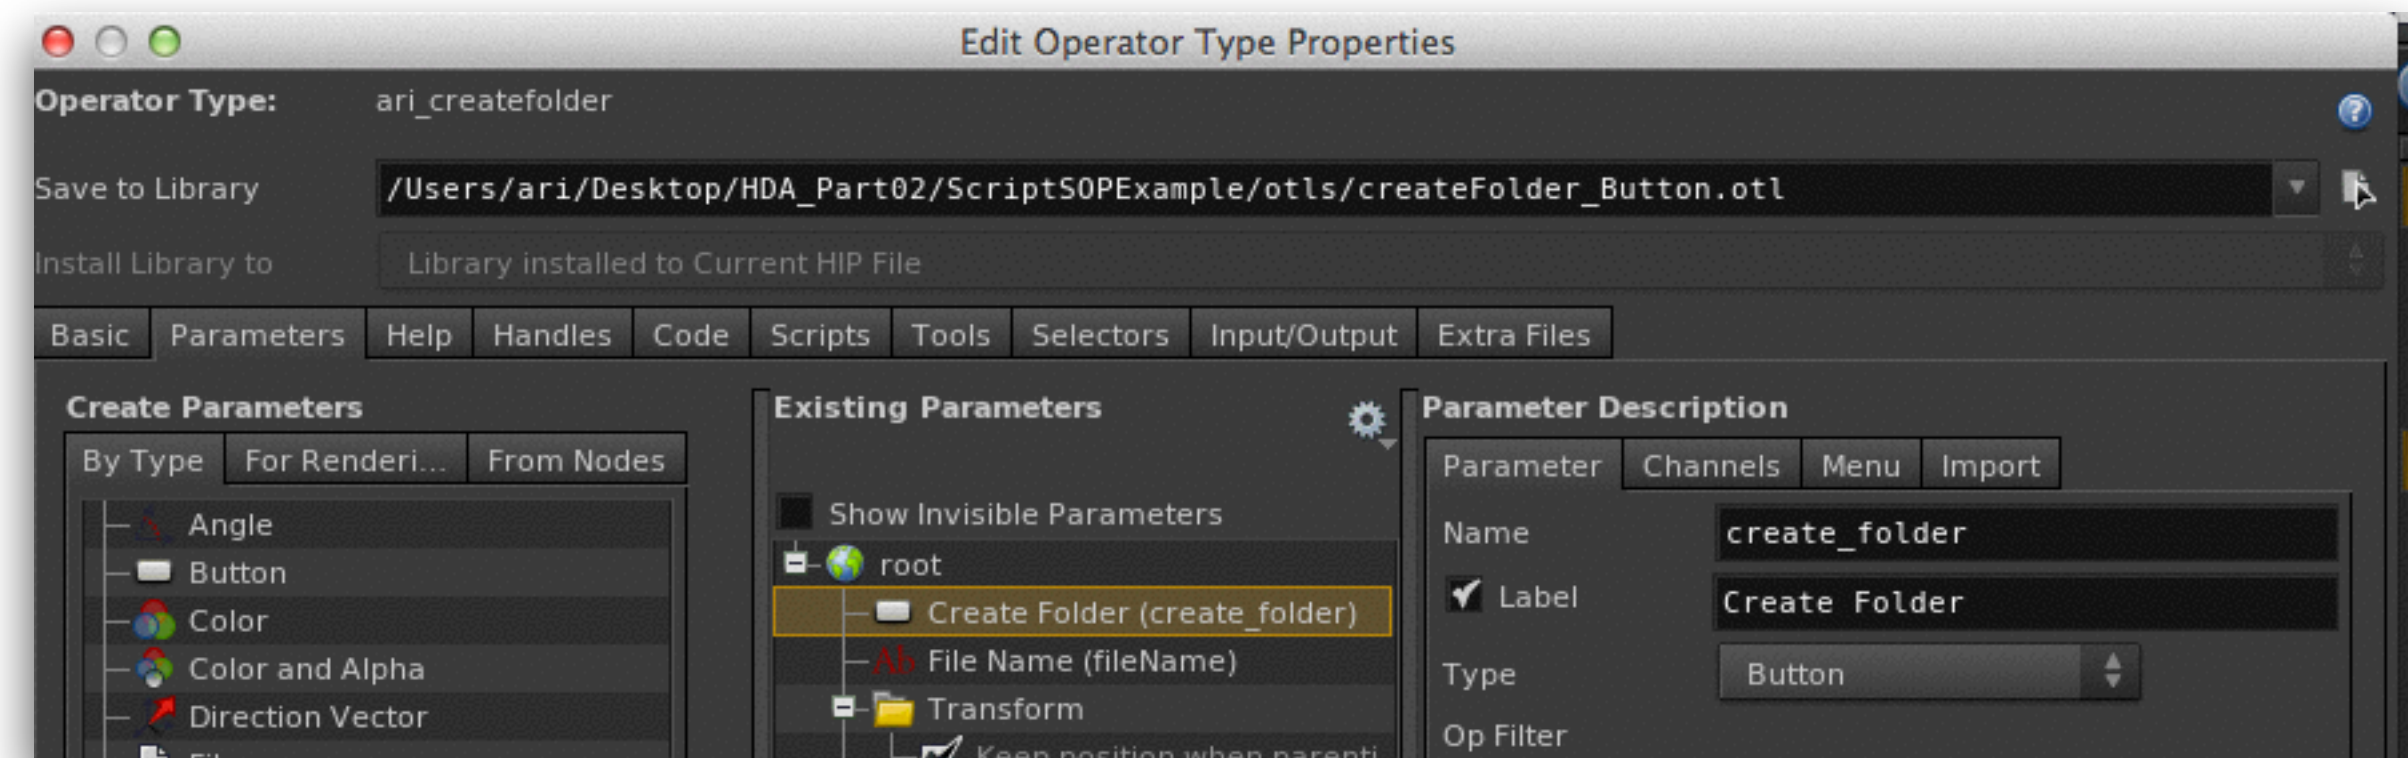 Edit Operator Type Properties
Operator Type: ari_createfolder
Save to Library /Users/ari/Desktop/HDA_Part02/ScriptSOPExample/otls/createFolder_Button.otl
Install Library to Library installed to Current HIP File
Basic Parameters Help Handles Code Scripts Tools Selectors Input/Output Extra Files
Create Parameters
By Type For Renderi... From Nodes
Angle
Button
Color
Color and Alpha
Direction Vector
Existing Parameters
Show Invisible Parameters
root
Create Folder (create_folder)
File Name (fileName)
Transform
Keep position when parenti
Parameter Description
Parameter Channels Menu Import
Name create_folder
Label Create Folder
Type Button
Op Filter